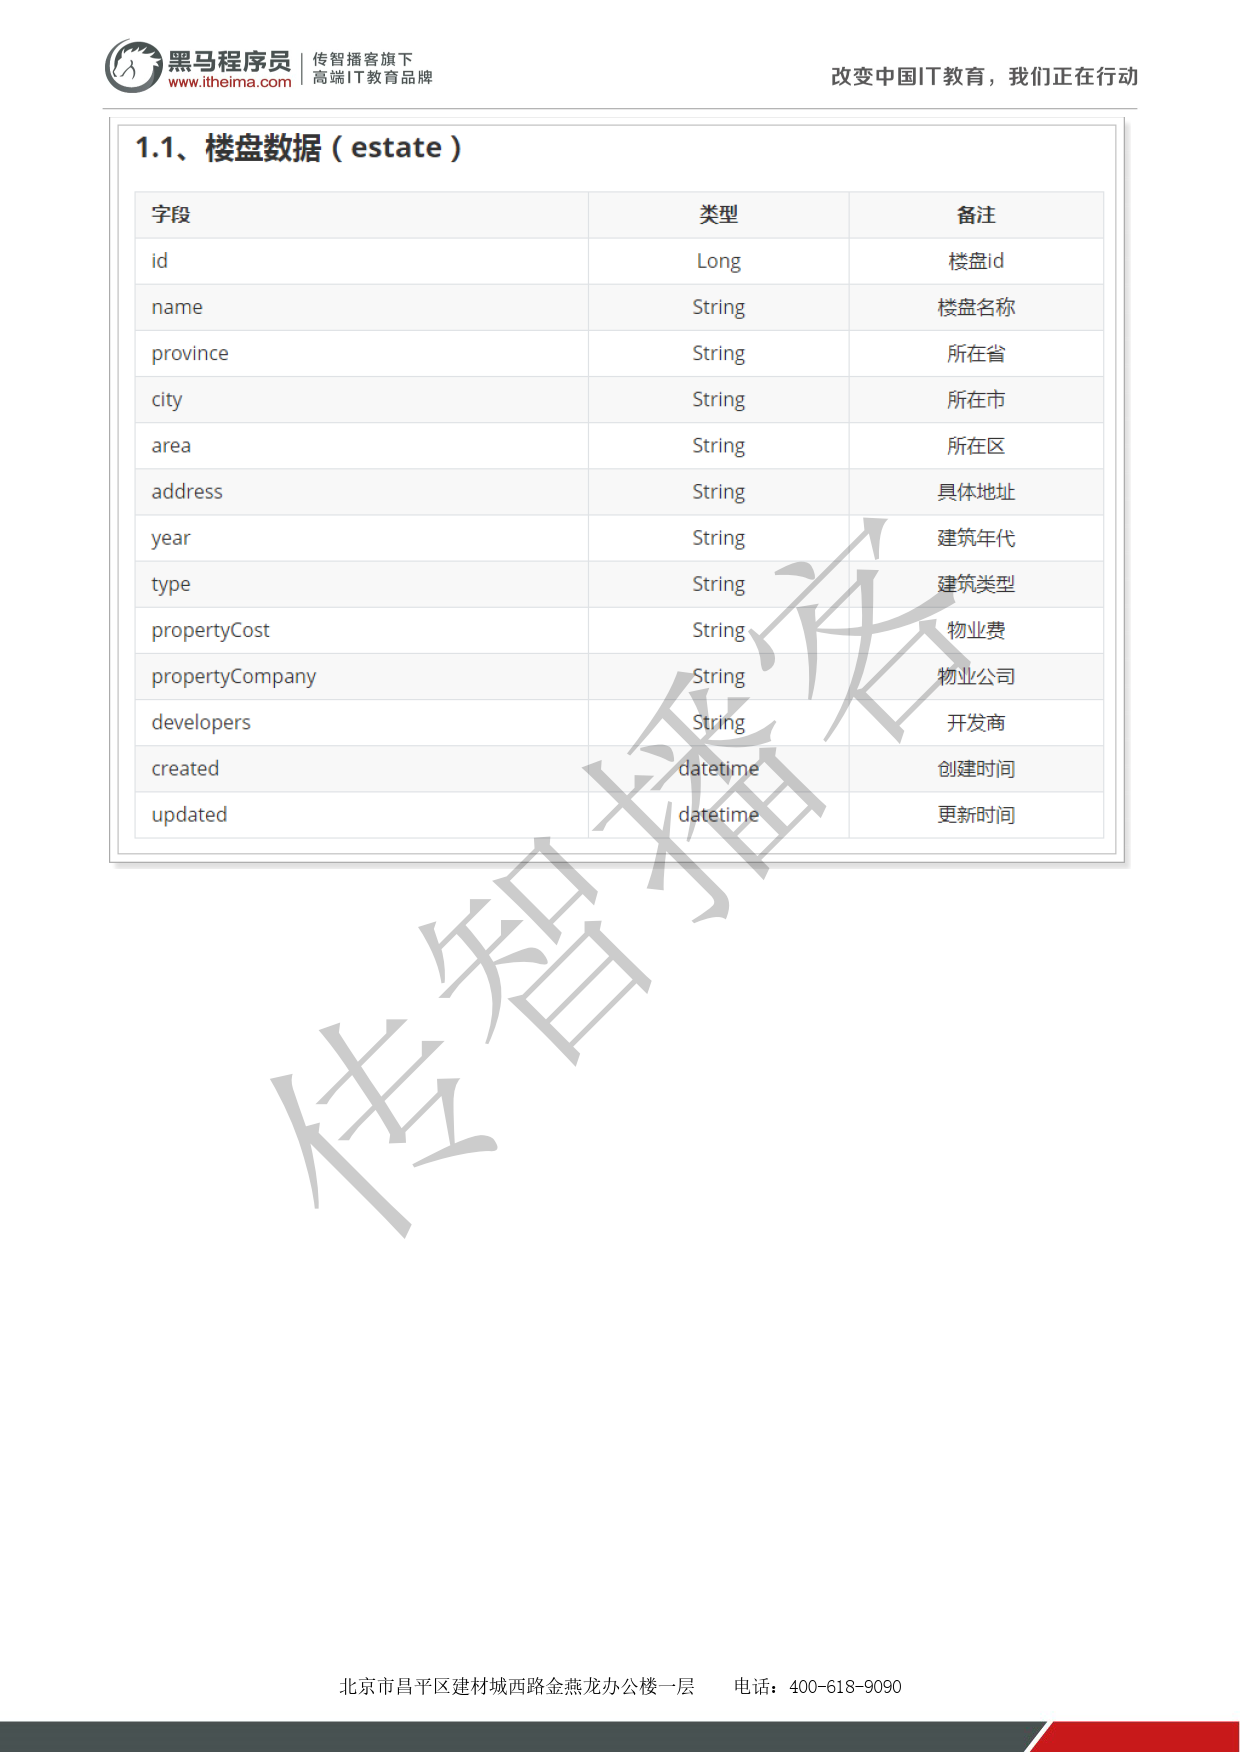 黑马程序员 传智播客旗下
www.itheima.com 高端IT教育品牌
改变中国IT教育，我们正在行动
1.1、楼盘数据（estate）
字段 类型 备注
id Long 楼盘id
name String 楼盘名称
province String 所在省
city String 所在市
area String 所在区
address String 具体地址
year String 建筑年代
type String 建筑类型
propertyCost String 物业费
propertyCompany String 物业公司
developers String 开发商
created datetime 创建时间
updated datetime 更新时间
传智播客
北京市昌平区建材城西路金燕龙办公楼一层 电话：400-618-9090